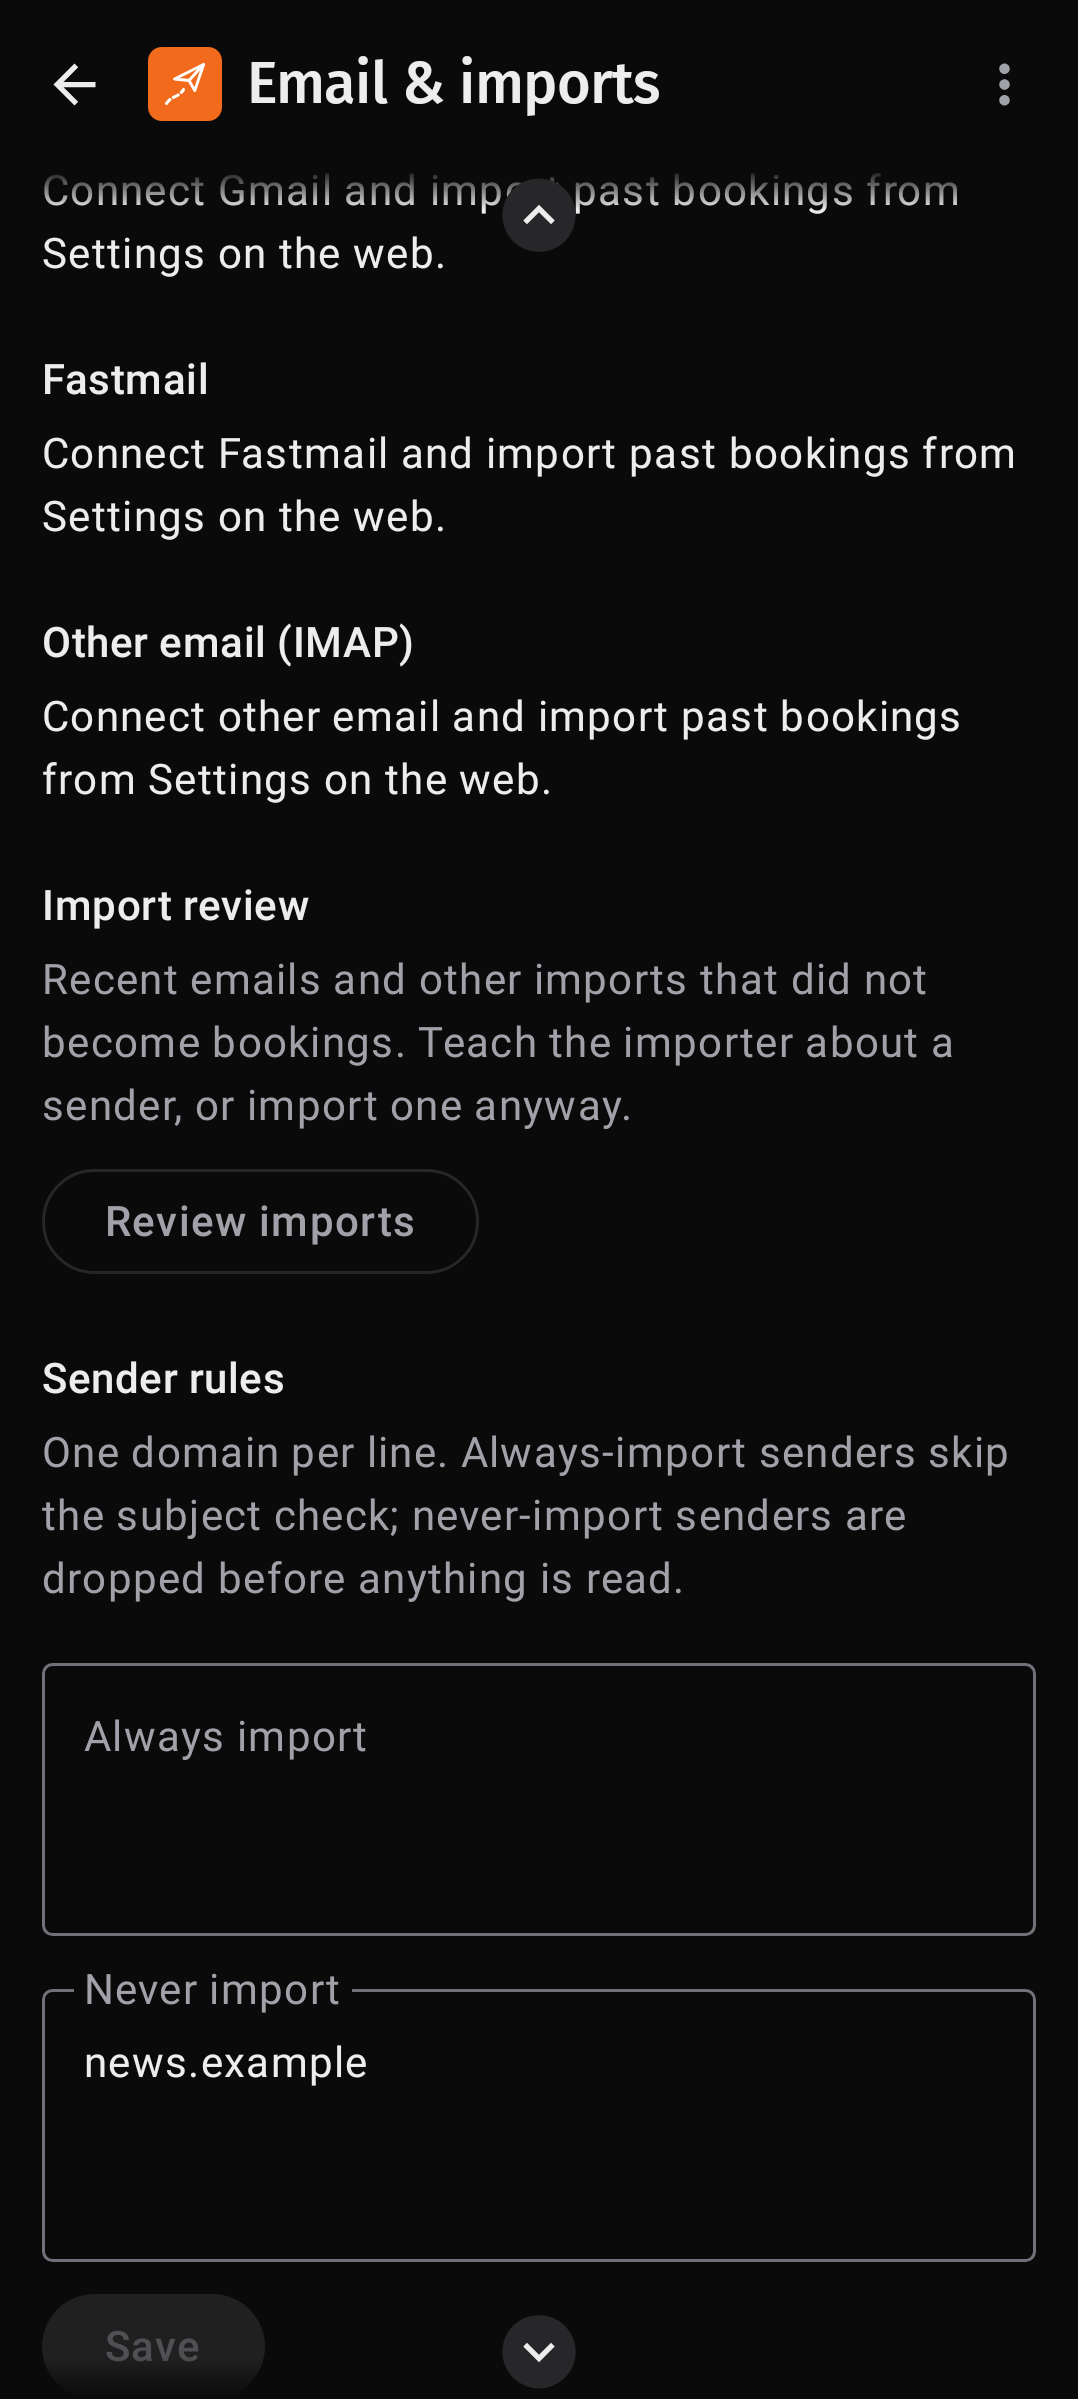 Email & imports
Connect Gmail and import past bookings from
Settings on the web.
Fastmail
Connect Fastmail and import past bookings from
Settings on the web.
Other email (IMAP)
Connect other email and import past bookings
from Settings on the web.
Import review
Recent emails and other imports that did not
become bookings. Teach the importer about a
sender, or import one anyway.
Review imports
Sender rules
One domain per line. Always-import senders skip
the subject check; never-import senders are
dropped before anything is read.
Always import
Never import
news.example
Save